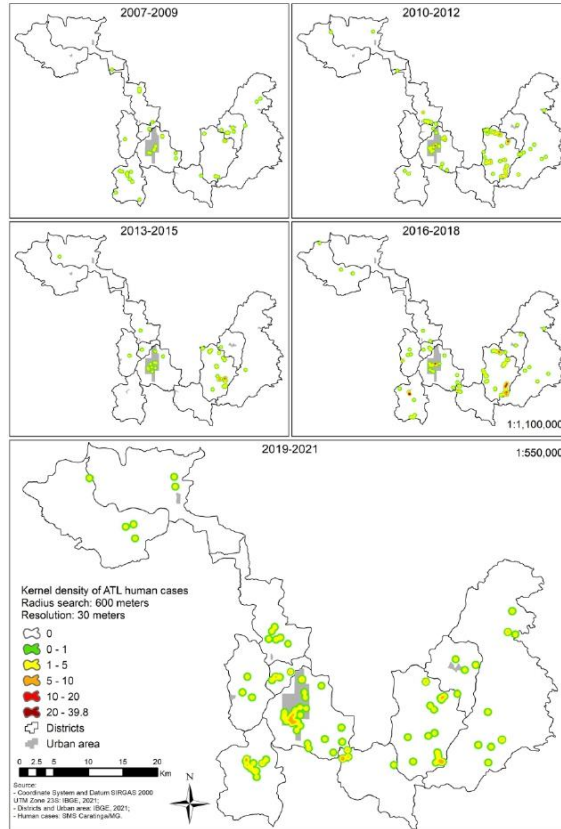 2007-2009
2010-2012
2013-2015
2016-2018
1:1,100,000
2019-2021
1:550,000
Kernel density of ATL human cases
Radius search: 600 meters
Resolution: 30 meters
0
0 - 1
1 - 5
5 - 10
10 - 20
20 - 39.8
Districts
Urban area
0 2.5 5 10 15 20
Km
N
Source:
- Coordinate System and Datum SIRGAS 2000
UTM Zone 23S: IBGE, 2021;
- Districts and Urban area: IBGE, 2021;
- Human cases: SMS Caratinga/MG.